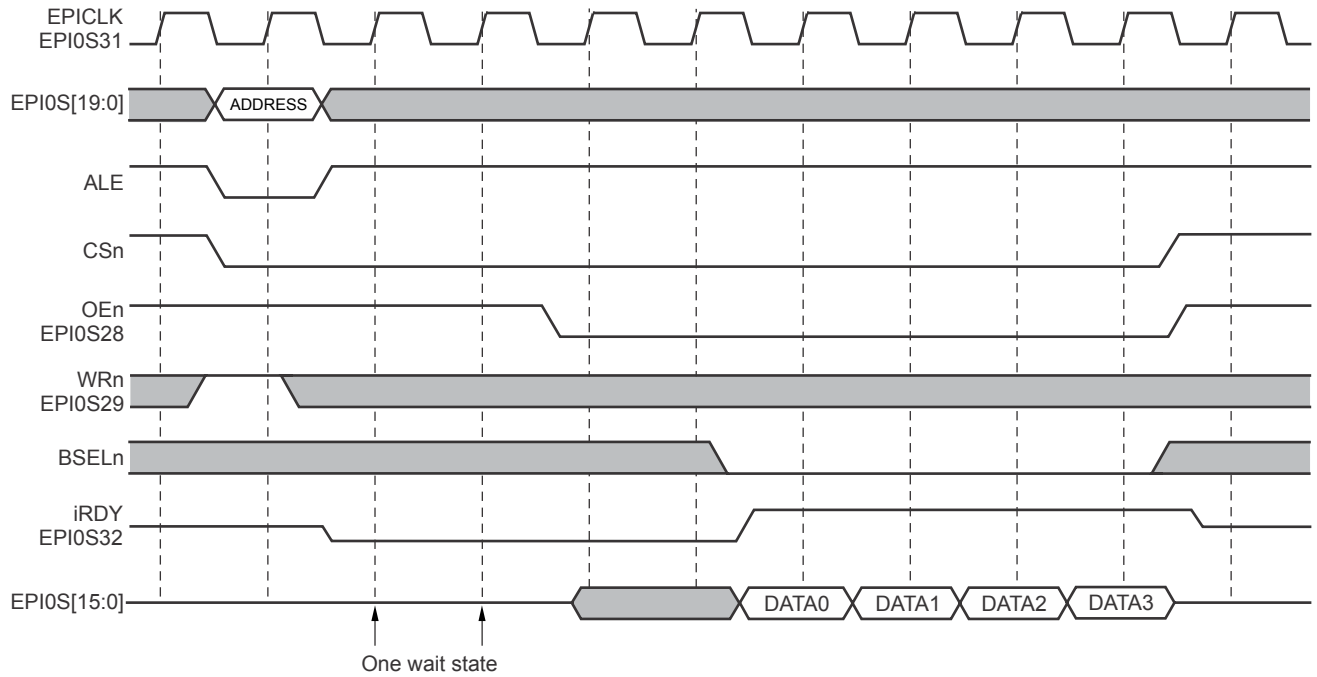 EPICLK
EPI0S31
EPI0S[19:0]
ADDRESS
ALE
CSn
OEn
EPI0S28
WRn
EPI0S29
BSELn
iRDY
EPI0S32
EPI0S[15:0]
DATA0
DATA1
DATA2
DATA3
One wait state